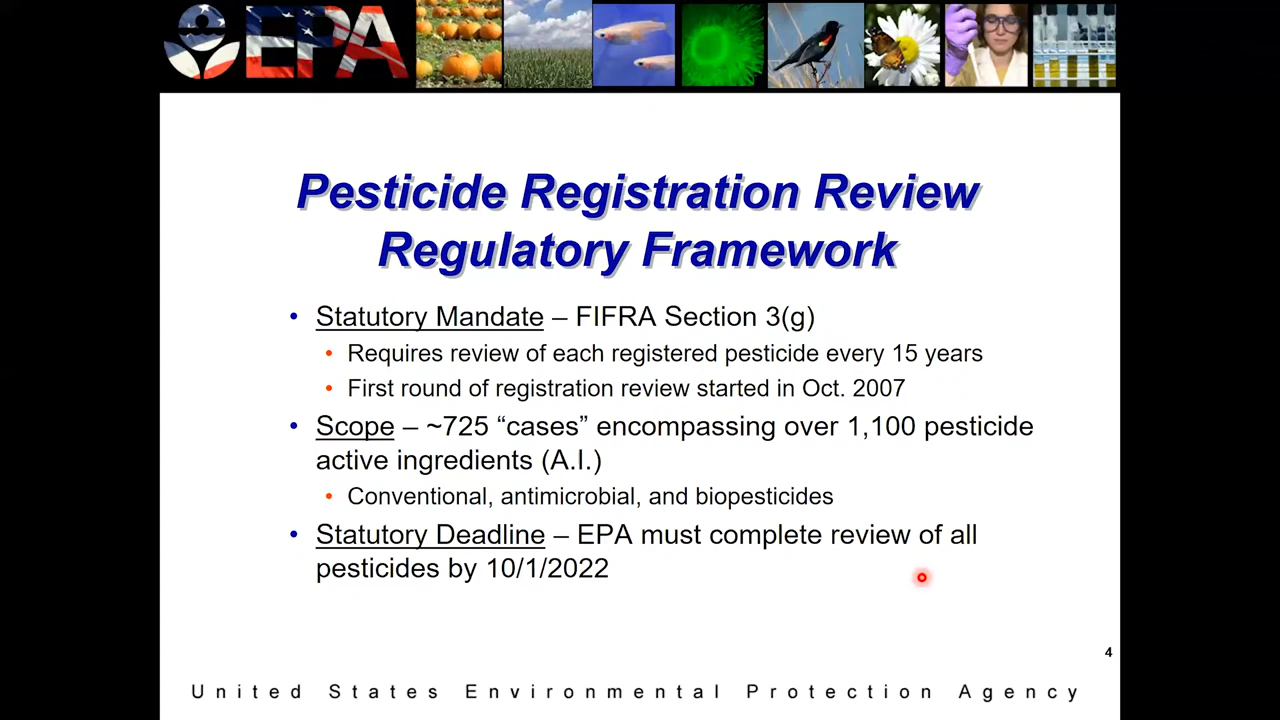 EPA
Pesticide Registration Review
Regulatory Framework
• Statutory Mandate – FIFRA Section 3(g)
• Requires review of each registered pesticide every 15 years
• First round of registration review started in Oct. 2007
• Scope – ~725 “cases” encompassing over 1,100 pesticide
active ingredients (A.I.)
• Conventional, antimicrobial, and biopesticides
• Statutory Deadline – EPA must complete review of all
pesticides by 10/1/2022
4
United States Environmental Protection Agency